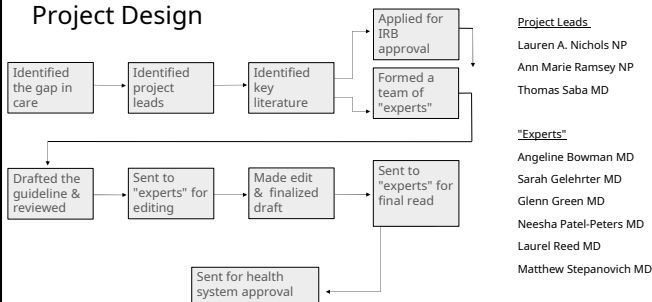 Project Design
Identified
the gap in
care
Identified
project
leads
Identified
key
literature
Applied for
IRB
approval
Formed a
team of
"experts"
Drafted the
guideline &
reviewed
Sent to
"experts" for
editing
Made edit
& finalized
draft
Sent to
"experts" for
final read
Sent for health
system approval
Project Leads
Lauren A. Nichols NP
Ann Marie Ramsey NP
Thomas Saba MD
"Experts"
Angeline Bowman MD
Sarah Gelehrter MD
Glenn Green MD
Neesha Patel-Peters MD
Laurel Reed MD
Matthew Stepanovich MD